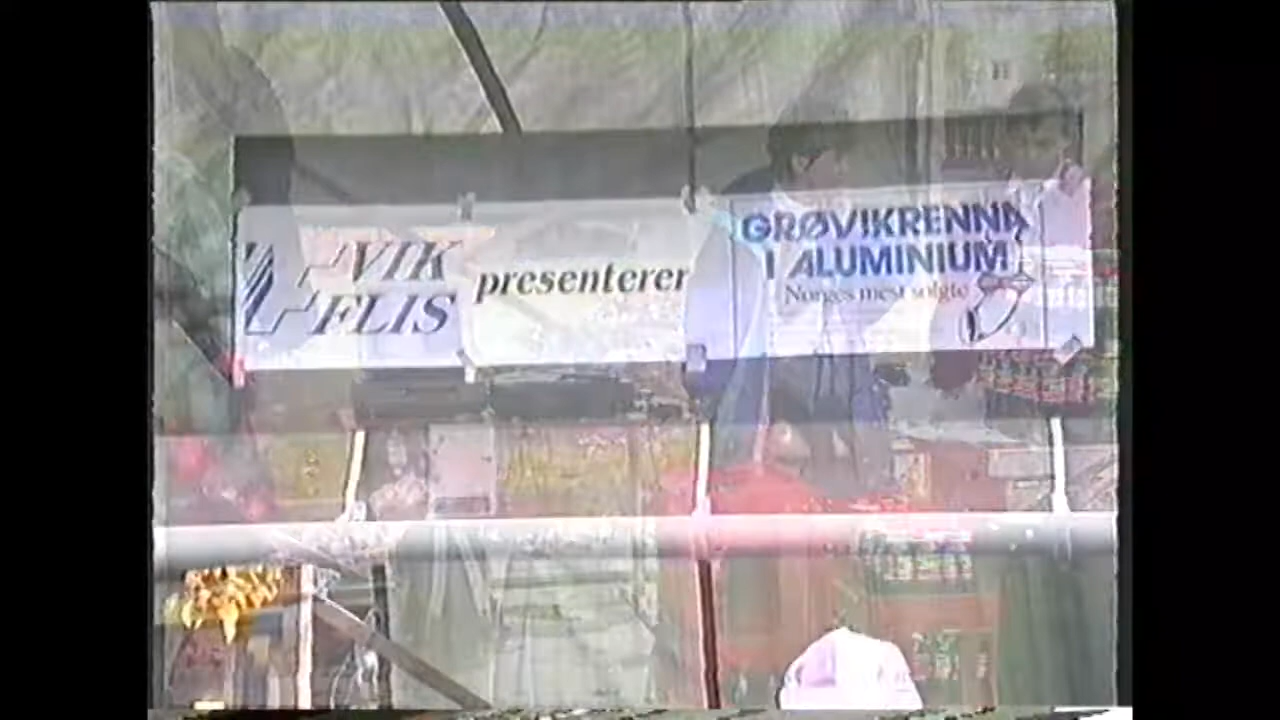 VIK
FLIS
presenterer
GRØVIKRENNA
I ALUMINIUM
Norges mest solgte